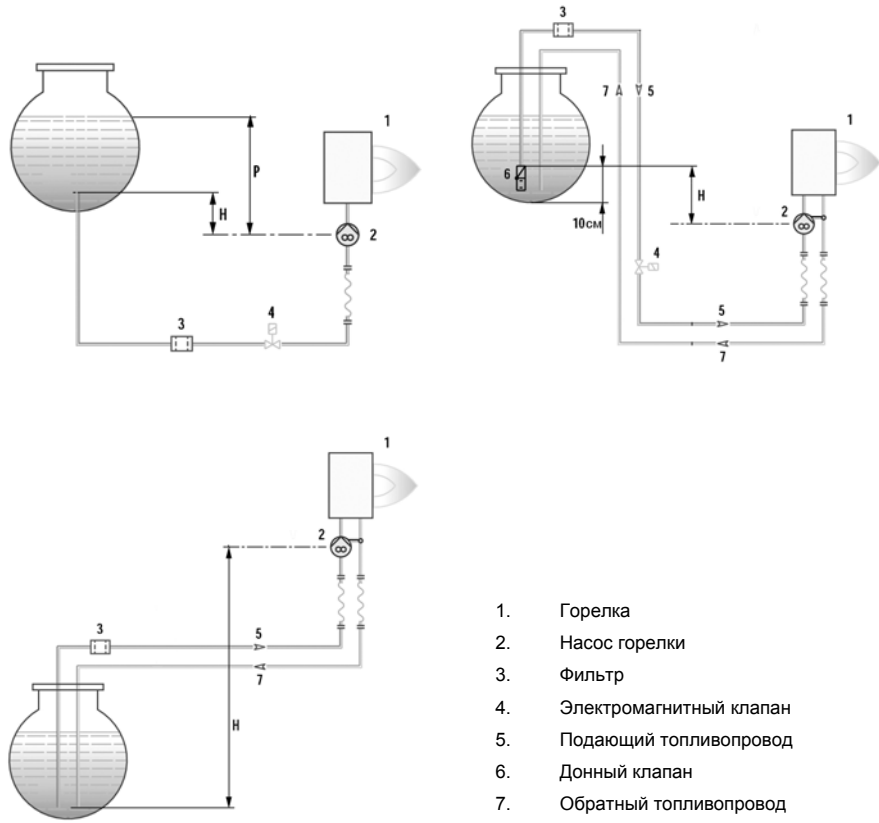 3
7
5
1
P
1
6
H
H
2
10см
2
4
4
3
5
7
1
2
3
5
7
H
1. Горелка
2. Насос горелки
3. Фильтр
4. Электромагнитный клапан
5. Подающий топливопровод
6. Донный клапан
7. Обратный топливопровод